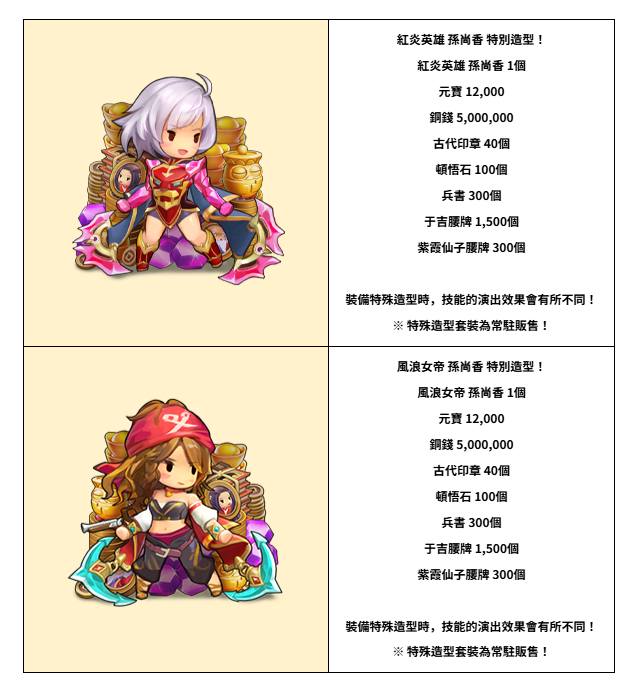 紅炎英雄 孫尚香 特別造型！
紅炎英雄 孫尚香 1個
元寶 12,000
銅錢 5,000,000
古代印章 40個
頓悟石 100個
兵書 300個
于吉腰牌 1,500個
紫霞仙子腰牌 300個
裝備特殊造型時，技能的演出效果會有所不同！
※ 特殊造型套裝為常駐販售！
風浪女帝 孫尚香 特別造型！
風浪女帝 孫尚香 1個
元寶 12,000
銅錢 5,000,000
古代印章 40個
頓悟石 100個
兵書 300個
于吉腰牌 1,500個
紫霞仙子腰牌 300個
裝備特殊造型時，技能的演出效果會有所不同！
※ 特殊造型套裝為常駐販售！